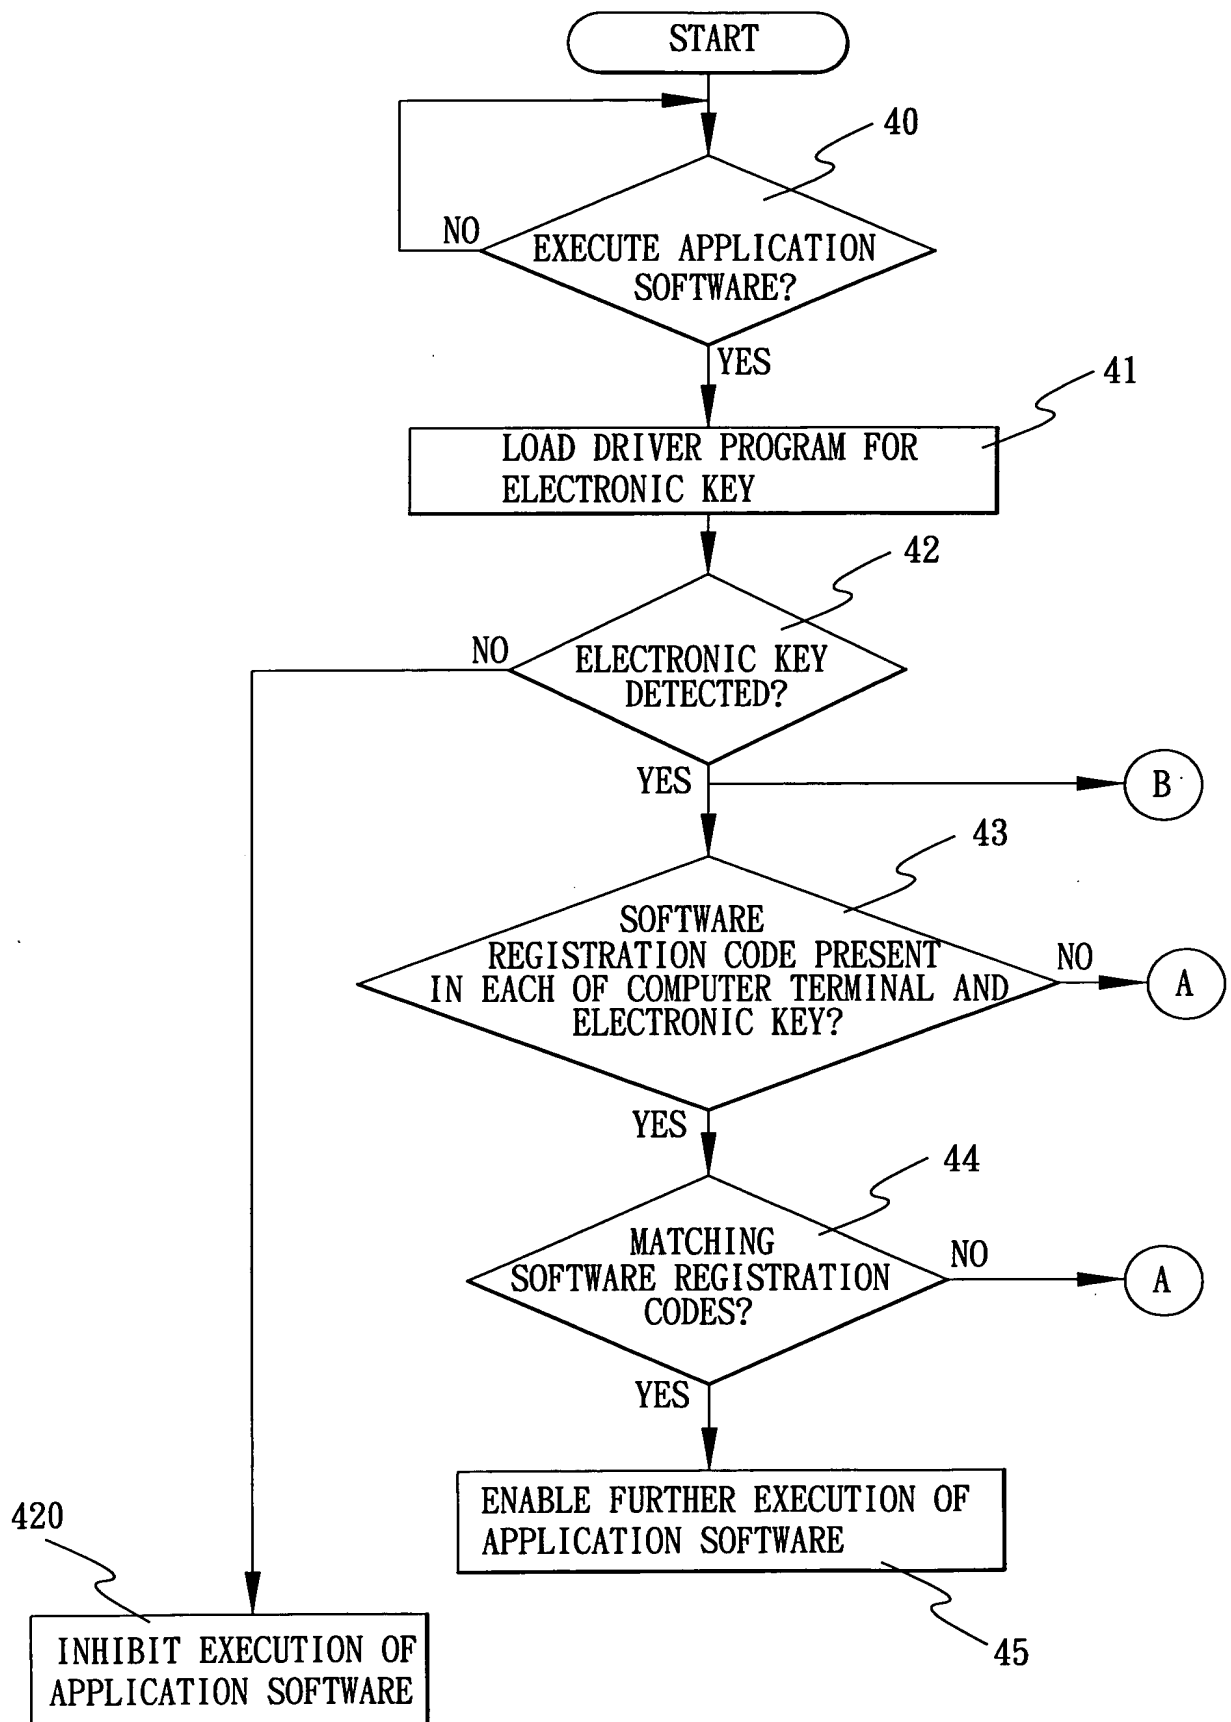 START
40
NO
EXECUTE APPLICATION
SOFTWARE?
YES
41
LOAD DRIVER PROGRAM FOR
ELECTRONIC KEY
42
NO
ELECTRONIC KEY
DETECTED?
YES
B
43
SOFTWARE
REGISTRATION CODE PRESENT
IN EACH OF COMPUTER TERMINAL AND
ELECTRONIC KEY?
NO
A
YES
44
MATCHING
SOFTWARE REGISTRATION
CODES?
NO
A
YES
ENABLE FURTHER EXECUTION OF
APPLICATION SOFTWARE
45
420
INHIBIT EXECUTION OF
APPLICATION SOFTWARE